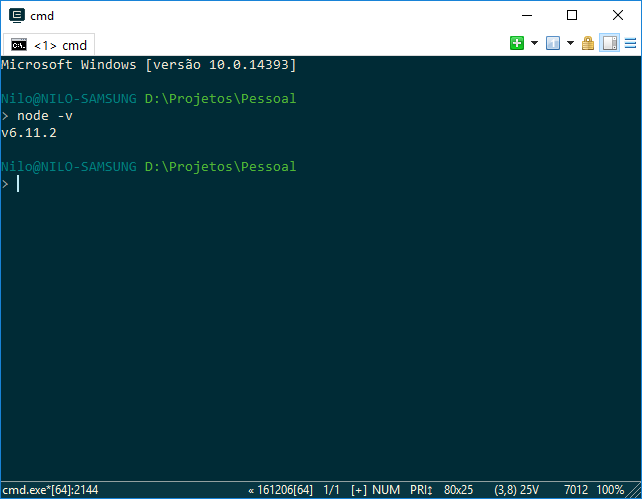 cmd
<1> cmd
Microsoft Windows [versão 10.0.14393]
Nilo@NILO-SAMSUNG D:\Projetos\Pessoal
> node -v
v6.11.2
Nilo@NILO-SAMSUNG D:\Projetos\Pessoal
>
cmd.exe*[64]:2144 « 161206[64] 1/1 [+] NUM PRI↕ 80x25 (3,8) 25V 7012 100%